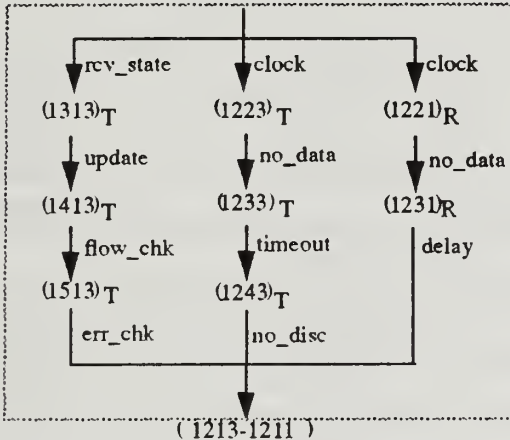 rcv_state clock clock
(1313)T (1223)T (1221)R
update no_data no_data
(1413)T (1233)T (1231)R
flow_chk timeout delay
(1513)T (1243)T
err_chk no_disc
( 1213-1211 )